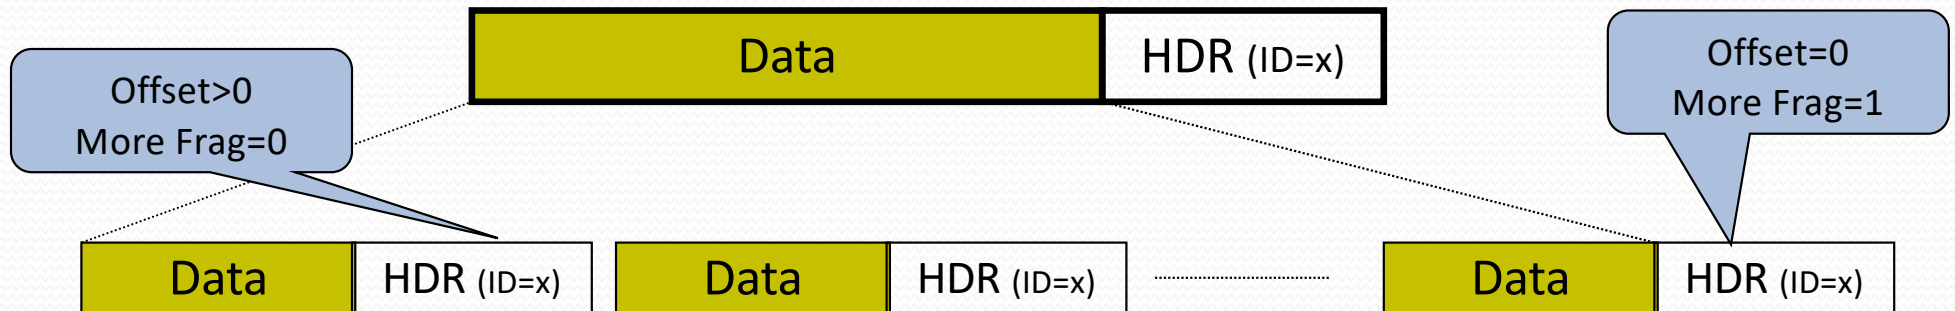 Data HDR (ID=x)
Offset>0
More Frag=0
Offset=0
More Frag=1
Data HDR (ID=x) Data HDR (ID=x) Data HDR (ID=x)